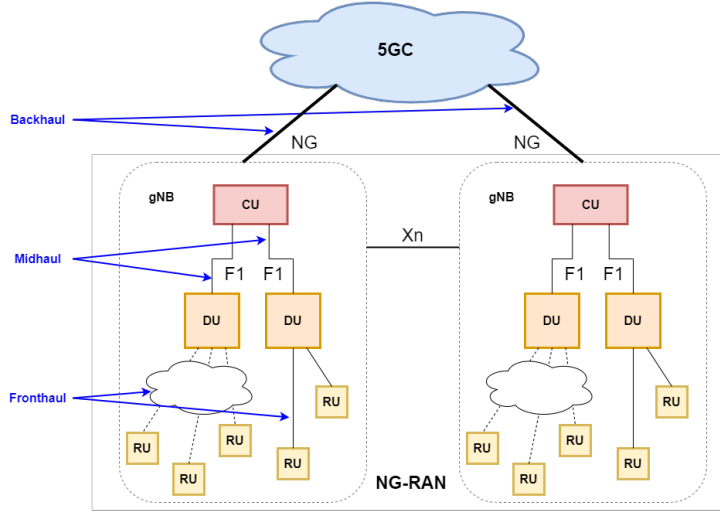 5GC
Backhaul
NG
NG
gNB
CU
gNB
CU
Xn
Midhaul
F1
F1
F1
F1
DU
DU
DU
DU
Fronthaul
RU
RU
RU
RU
RU
RU
RU
RU
RU
RU
NG-RAN